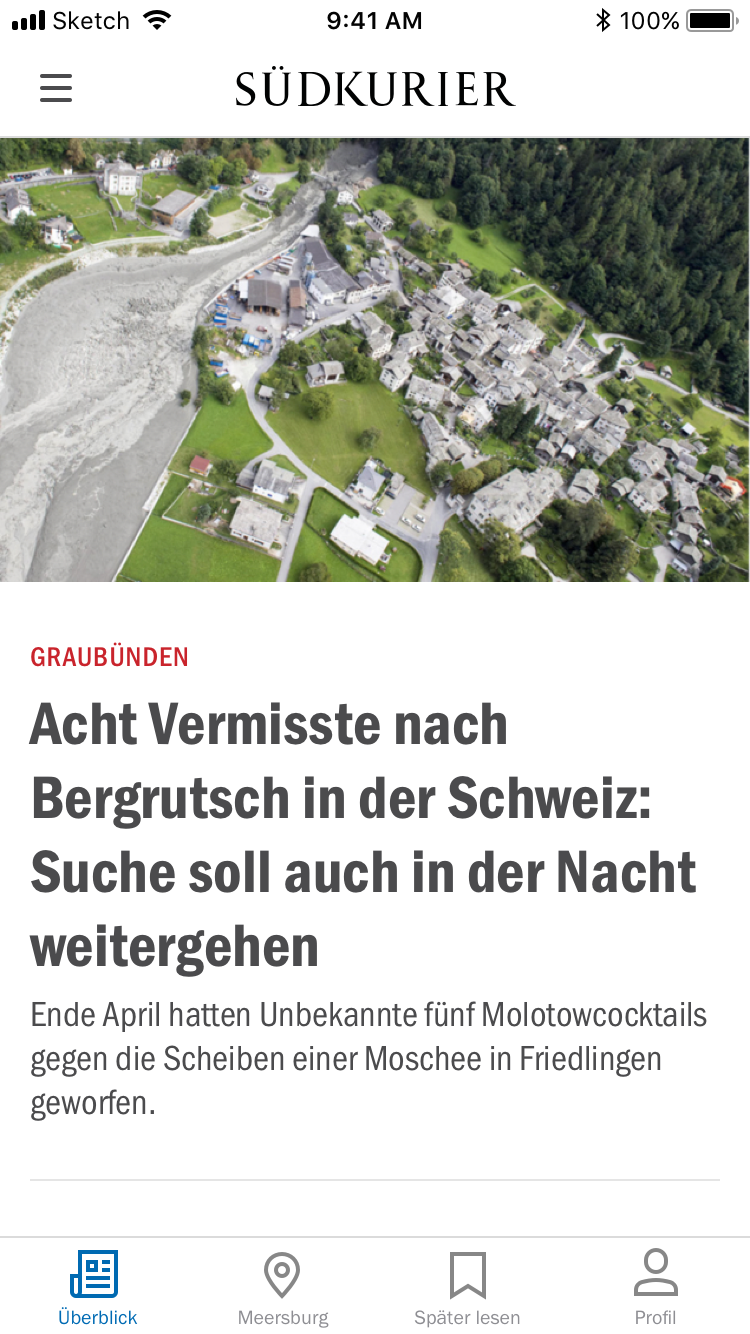 Sketch 9:41 AM 100%
SÜDKURIER
GRAUBÜNDEN
Acht Vermisste nach
Bergrutsch in der Schweiz:
Suche soll auch in der Nacht
weitergehen
Ende April hatten Unbekannte fünf Molotowcocktails
gegen die Scheiben einer Moschee in Friedlingen
geworfen.
Überblick Meersburg Später lesen Profil